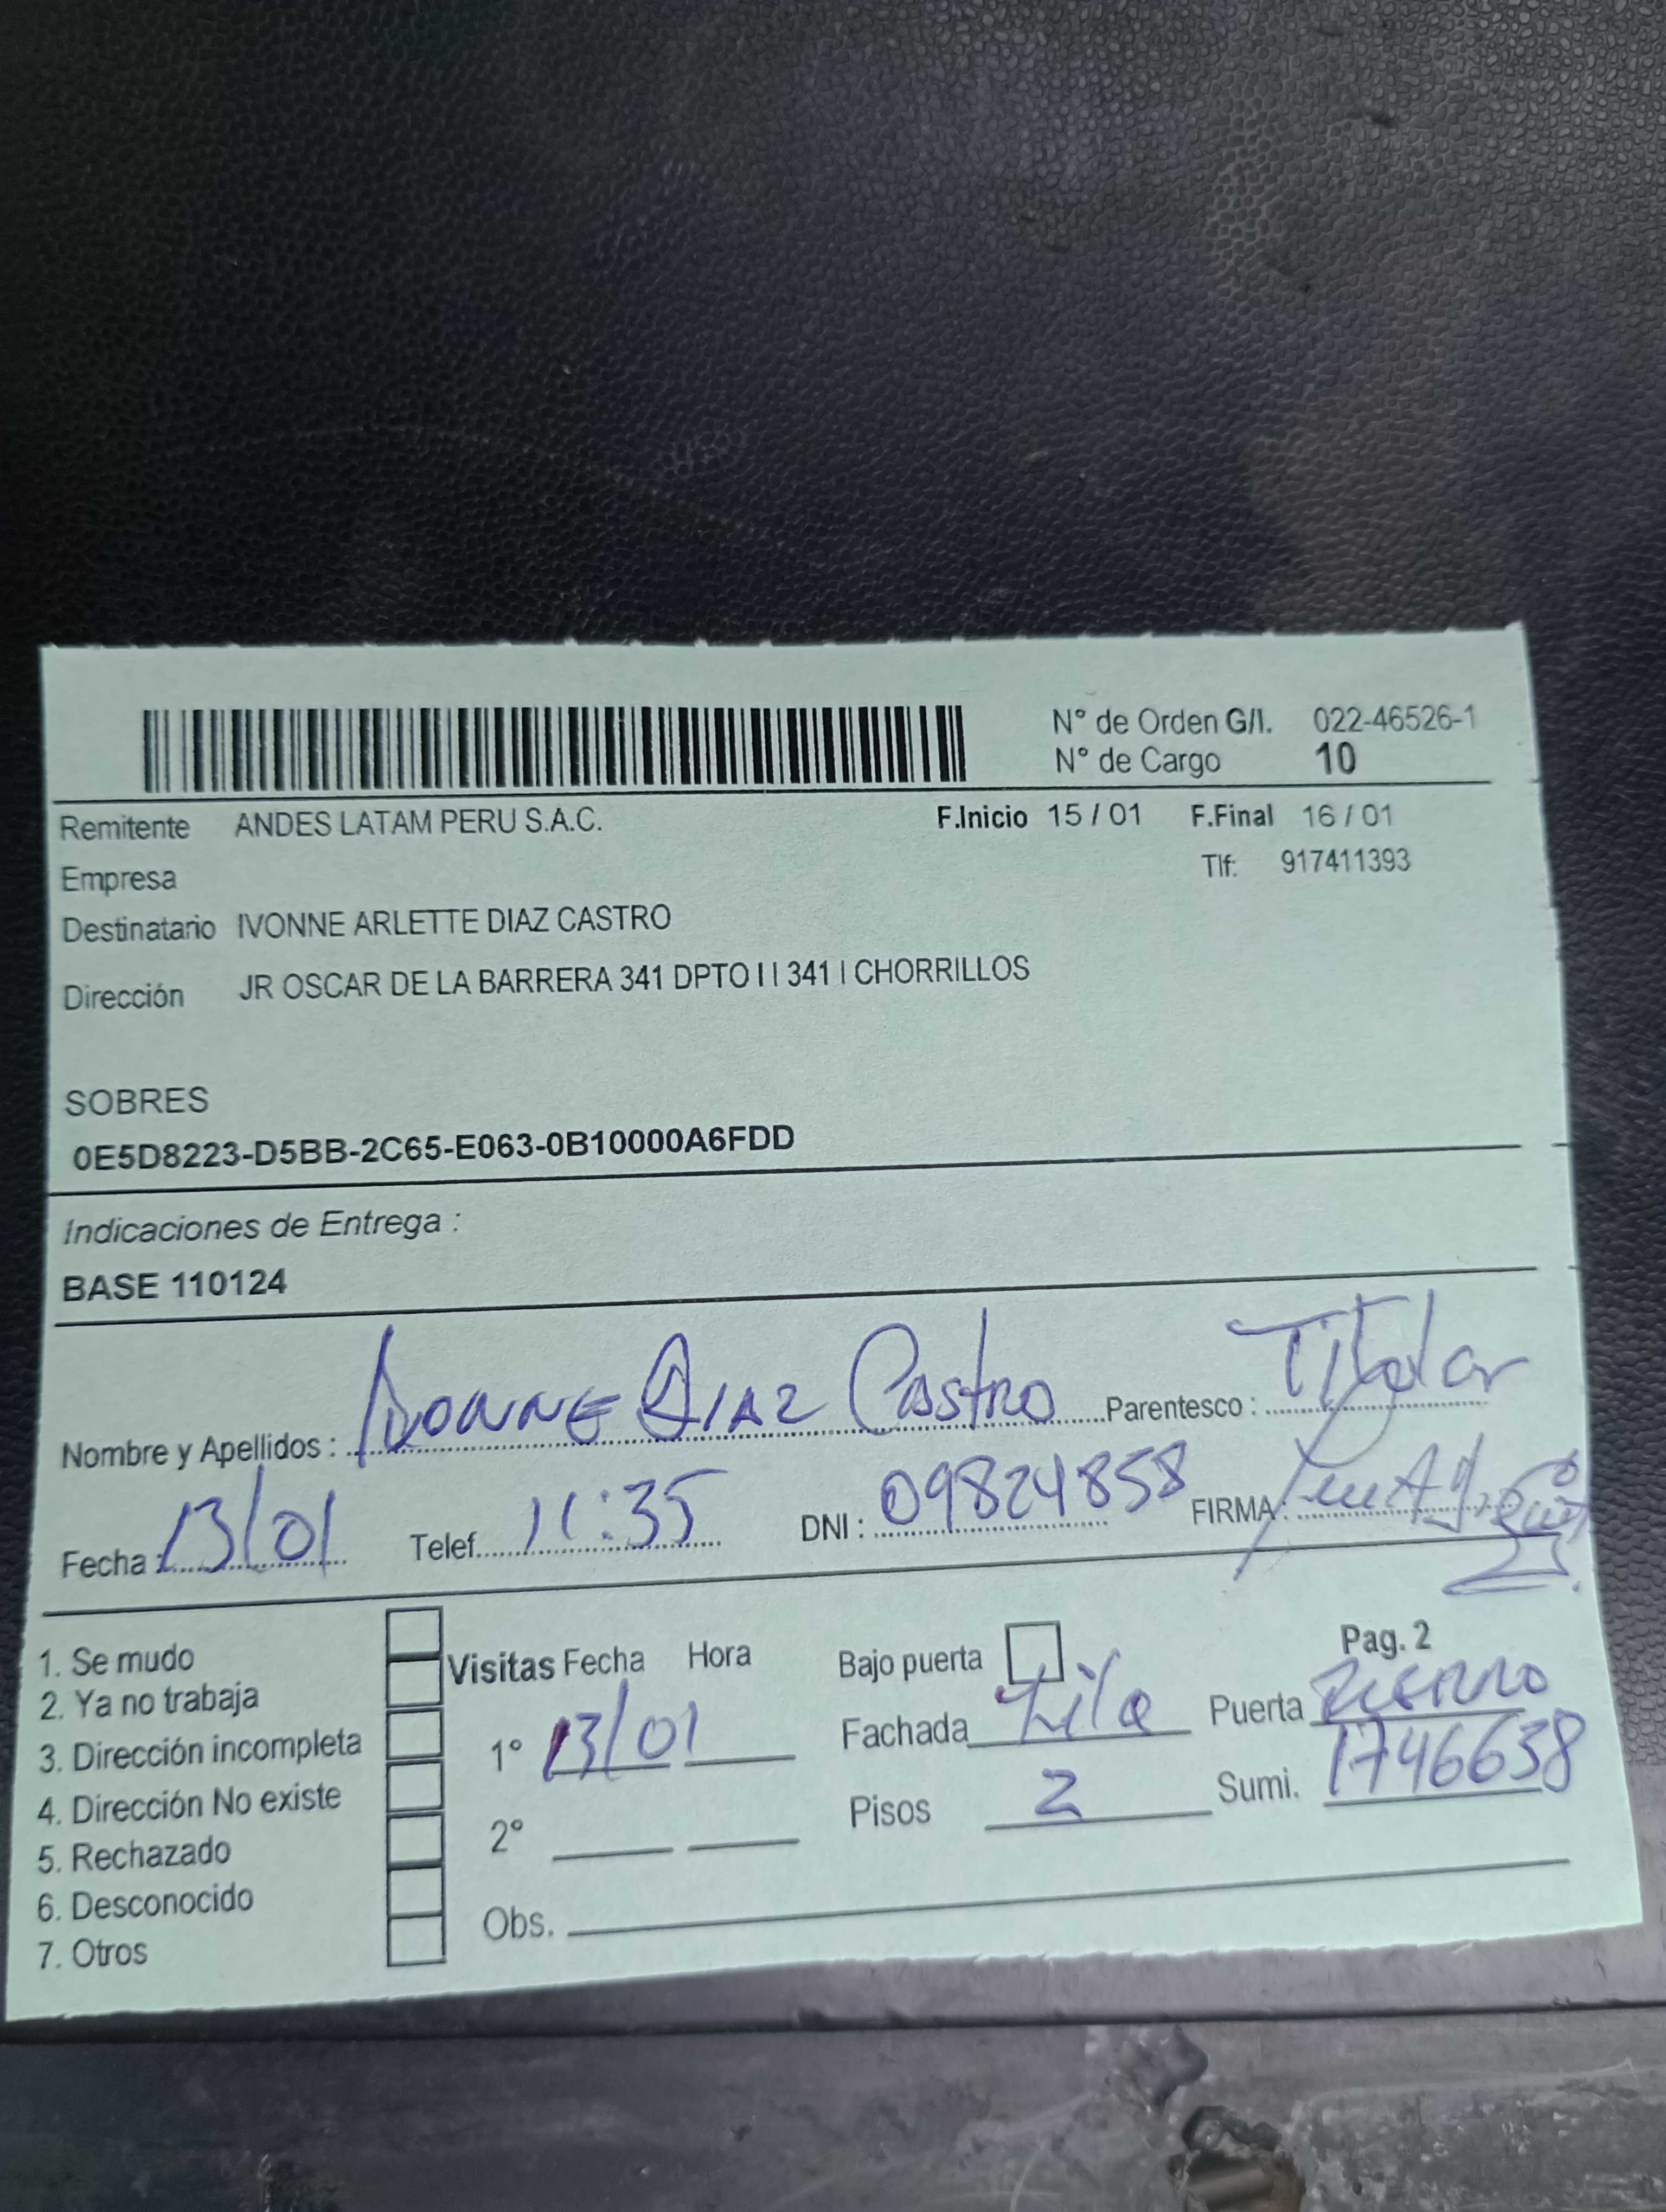 N° de Orden G/I. 022-46526-1
N° de Cargo 10
Remitente ANDES LATAM PERU S.A.C. F.Inicio 15 / 01 F.Final 16 / 01
Empresa Tlf: 917411393
Destinatario IVONNE ARLETTE DIAZ CASTRO
Dirección JR OSCAR DE LA BARRERA 341 DPTO I I 341 I CHORRILLOS
SOBRES
0E5D8223-D5BB-2C65-E063-0B10000A6FDD
Indicaciones de Entrega :
BASE 110124
Nombre y Apellidos : Ivonne Diaz Castro Parentesco : Titular
Fecha 13/01 Telef. 11:35 DNI : 09824858 FIRMA :
1. Se mudo
2. Ya no trabaja
3. Dirección incompleta
4. Dirección No existe
5. Rechazado
6. Desconocido
7. Otros
Visitas Fecha Hora
1° 13/01
2°
Obs.
Bajo puerta
Fachada Lila
Pisos 2
Pag. 2
Puerta Fierro
Sumi. 1746638